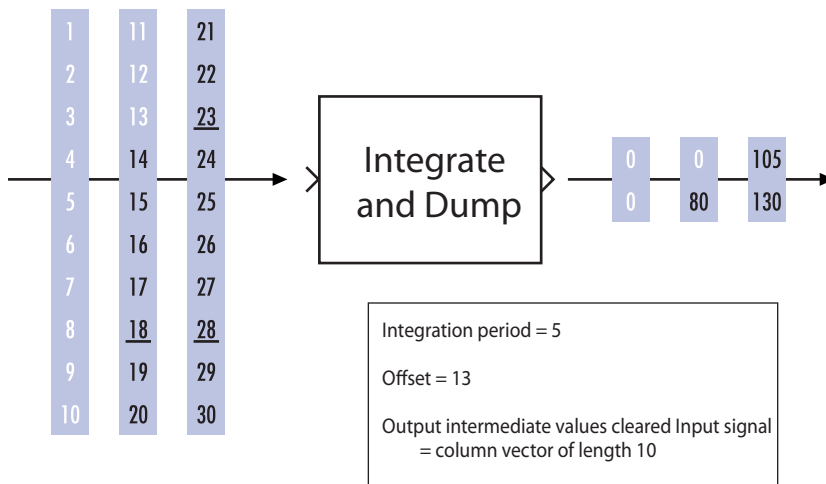 1 11 21
2 12 22
3 13 23
4 14 24
5 15 25
6 16 26
7 17 27
8 18 28
9 19 29
10 20 30
Integrate
and Dump
0 0 105
0 80 130
Integration period = 5
Offset = 13
Output intermediate values cleared Input signal
= column vector of length 10